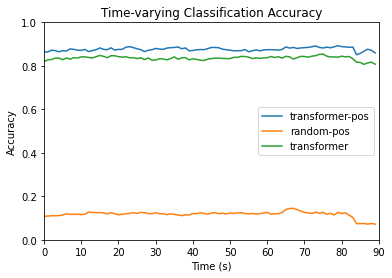 Time-varying Classification Accuracy
1.0
0.8
0.6
0.4
0.2
0.0
Accuracy
transformer-pos
random-pos
transformer
0 10 20 30 40 50 60 70 80 90
Time (s)